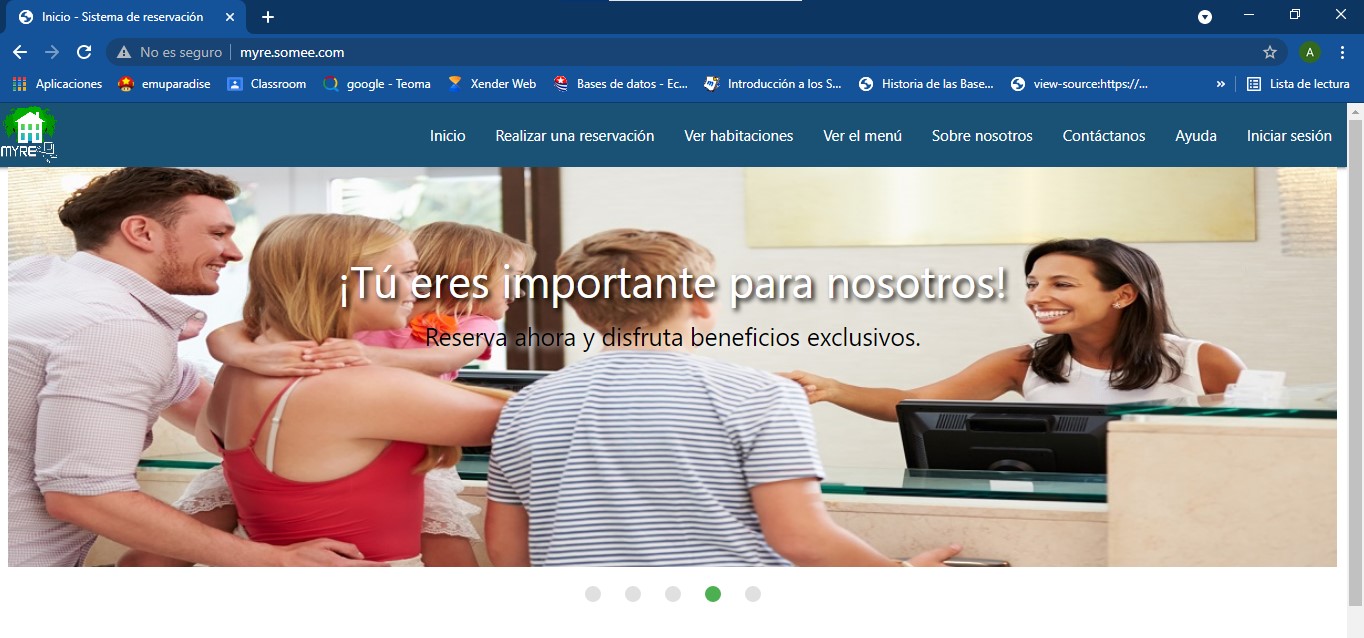 Inicio - Sistema de reservación
No es seguro myre.somee.com
A
Aplicaciones emuparadise Classroom google - Teoma Xender Web Bases de datos - Ec... Introducción a los S... Historia de las Base... view-source:https://... » Lista de lectura
MYRE
Inicio Realizar una reservación Ver habitaciones Ver el menú Sobre nosotros Contáctanos Ayuda Iniciar sesión
¡Tú eres importante para nosotros!
Reserva ahora y disfruta beneficios exclusivos.